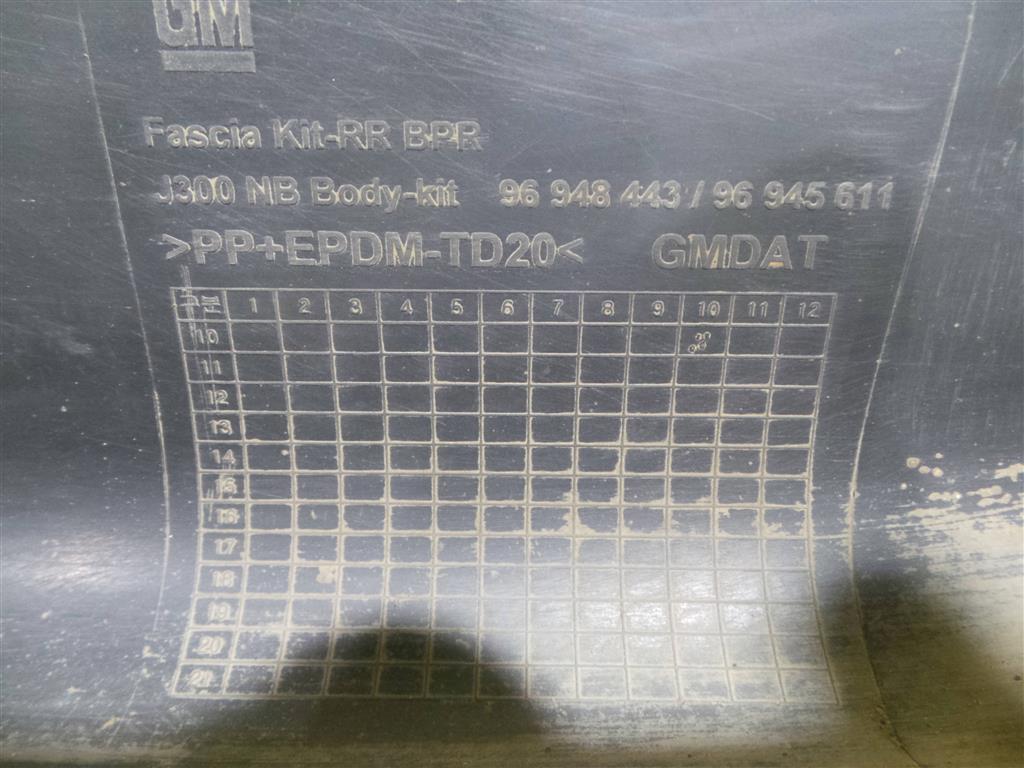 GM
Fascia Kit-RR BPR
J300 NB Body-kit 96 948 443 / 96 945 611
>PP+EPDM-TD20< GMDAT
1 2 3 4 5 6 7 8 9 10 11 12
10
11
12
13
14
15
16
17
18
19
20
21